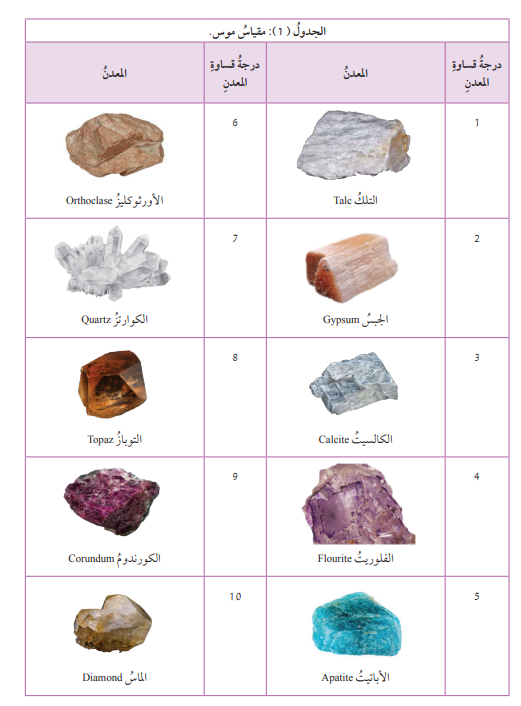 الجدولُ (1): مقياسُ موس.
درجةُ قساوةِ المعدنِ
المعدنُ
درجةُ قساوةِ المعدنِ
المعدنُ
1
التلكُ Talc
6
الأورثوكليزُ Orthoclase
2
الجبسُ Gypsum
7
الكوارتزُ Quartz
3
الكالسيتُ Calcite
8
التوبازُ Topaz
4
الفلوريتُ Flourite
9
الكورندومُ Corundum
5
الأباتيتُ Apatite
10
الماسُ Diamond